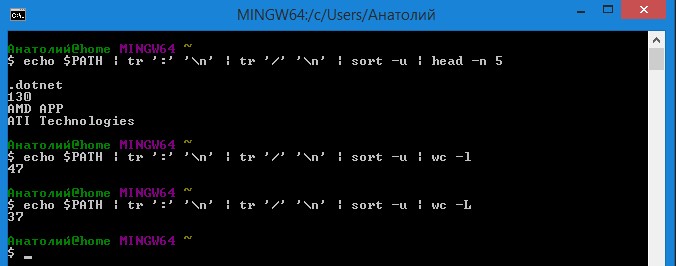 MINGW64:/c/Users/Анатолий
Анатолий@home MINGW64 ~
$ echo $PATH | tr ':' '\n' | tr '/' '\n' | sort -u | head -n 5
.dotnet
130
AMD APP
ATI Technologies
Анатолий@home MINGW64 ~
$ echo $PATH | tr ':' '\n' | tr '/' '\n' | sort -u | wc -l
47
Анатолий@home MINGW64 ~
$ echo $PATH | tr ':' '\n' | tr '/' '\n' | sort -u | wc -L
37
Анатолий@home MINGW64 ~
$ _